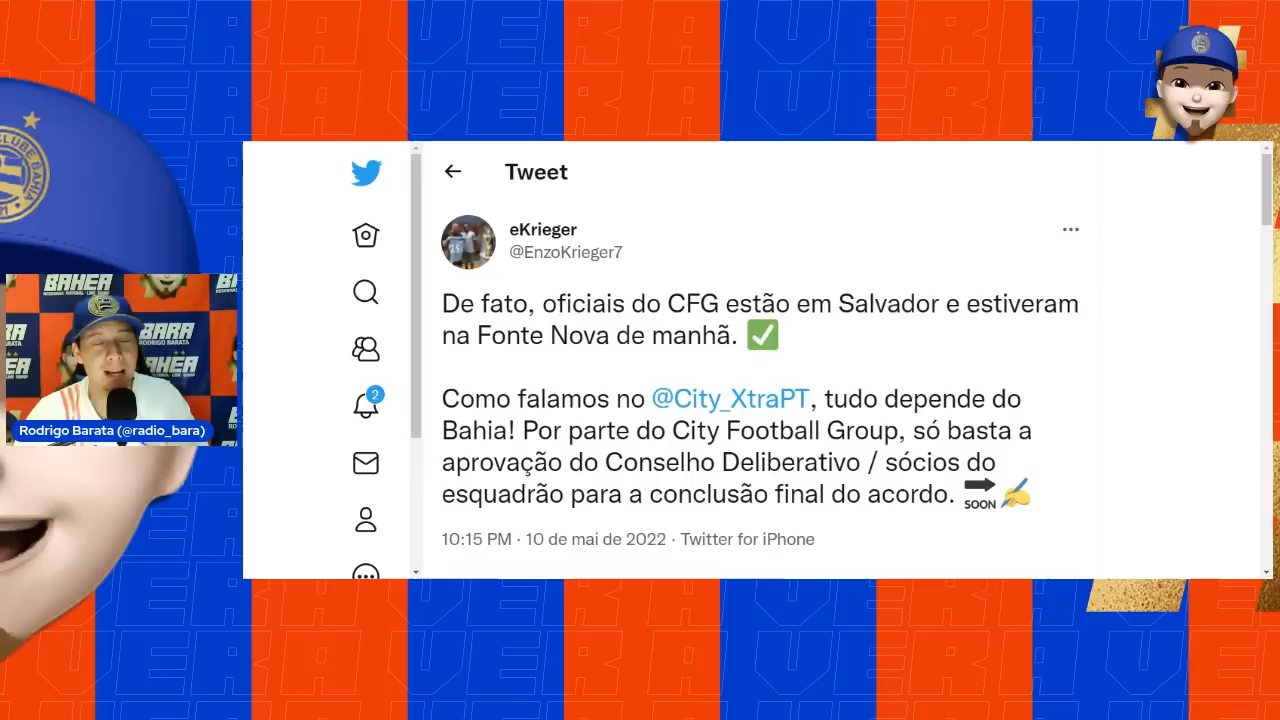 Tweet
eKrieger
@EnzoKrieger7
De fato, oficiais do CFG estão em Salvador e estiveram
na Fonte Nova de manhã. ✅
Como falamos no @City_XtraPT, tudo depende do
Bahia! Por parte do City Football Group, só basta a
aprovação do Conselho Deliberativo / sócios do
esquadrão para a conclusão final do acordo. 🔜✍️
10:15 PM · 10 de mai de 2022 · Twitter for iPhone
2
BAHEA
BARA
RODRIGO BARATA
Rodrigo Barata (@radio_bara)